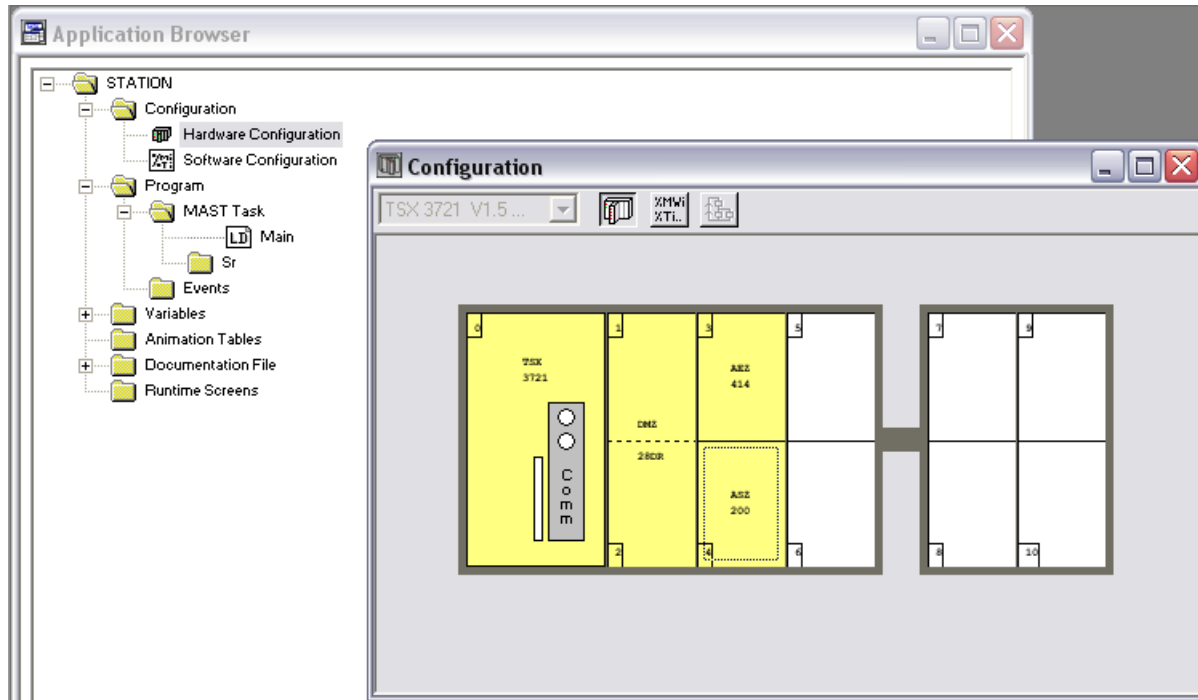 Application Browser
STATION
Configuration
Hardware Configuration
Software Configuration
Program
MAST Task
LD Main
Sr
Events
Variables
Animation Tables
Documentation File
Runtime Screens
Configuration
TSX 3721 V1.5 ...
XMWi
XTi..
0
1
3
5
7
9
TSX
3721
AEZ
414
DMZ
28DR
Comm
ASZ
200
2
4
6
8
10